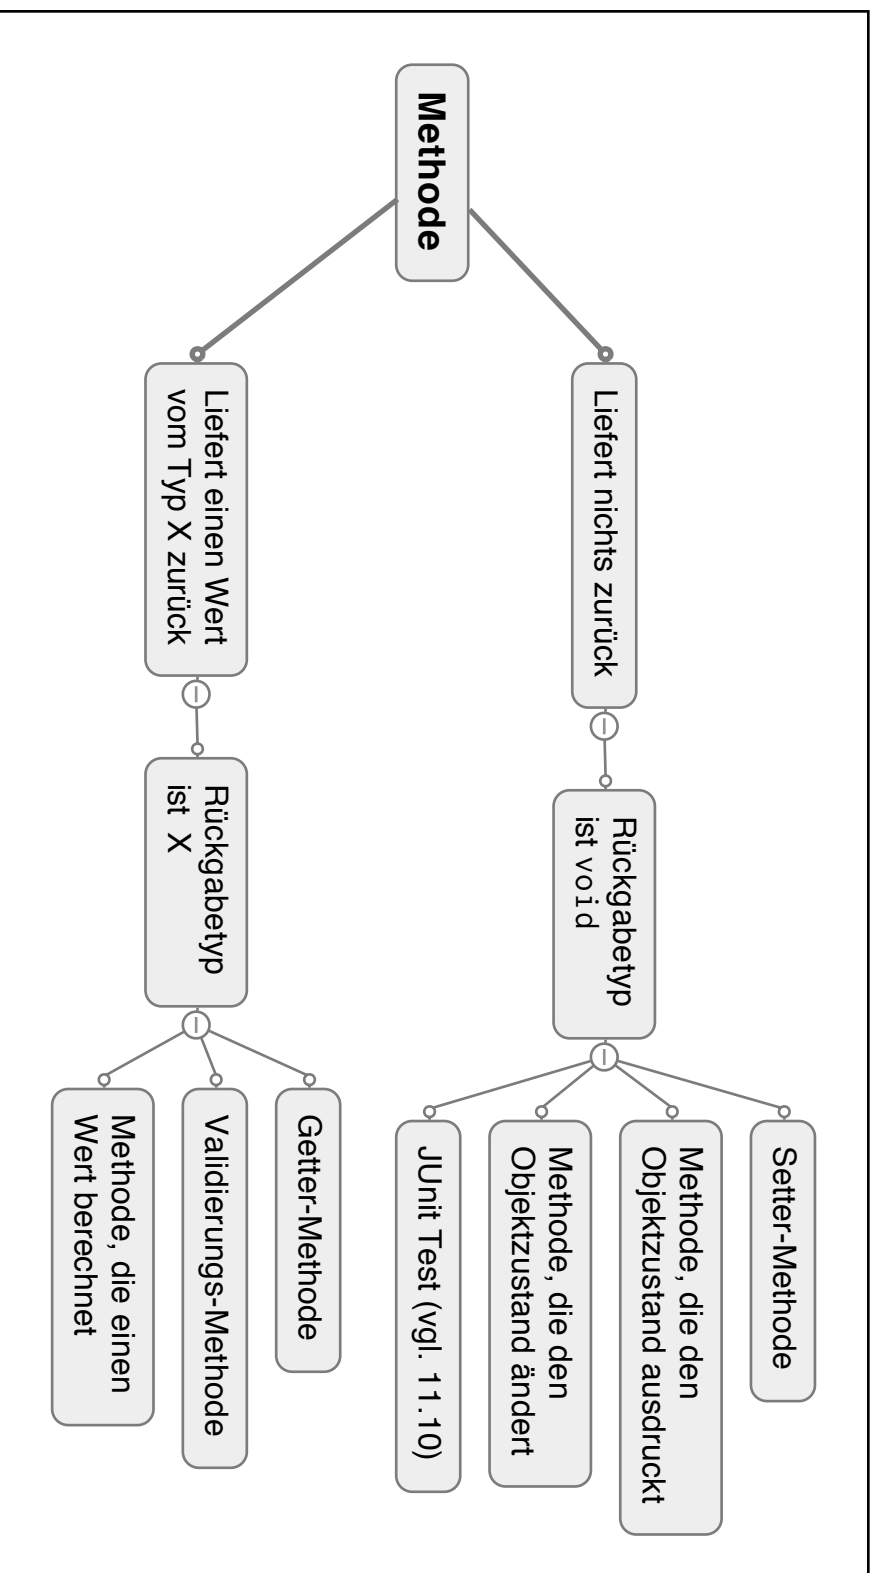 Methode
Liefert nichts zurück
Rückgabetyp
ist void
Setter-Methode
Methode, die den
Objektzustand ausdruckt
Methode, die den
Objektzustand ändert
JUnit Test (vgl. 11.10)
Liefert einen Wert
vom Typ X zurück
Rückgabetyp
ist X
Getter-Methode
Validierungs-Methode
Methode, die einen
Wert berechnet